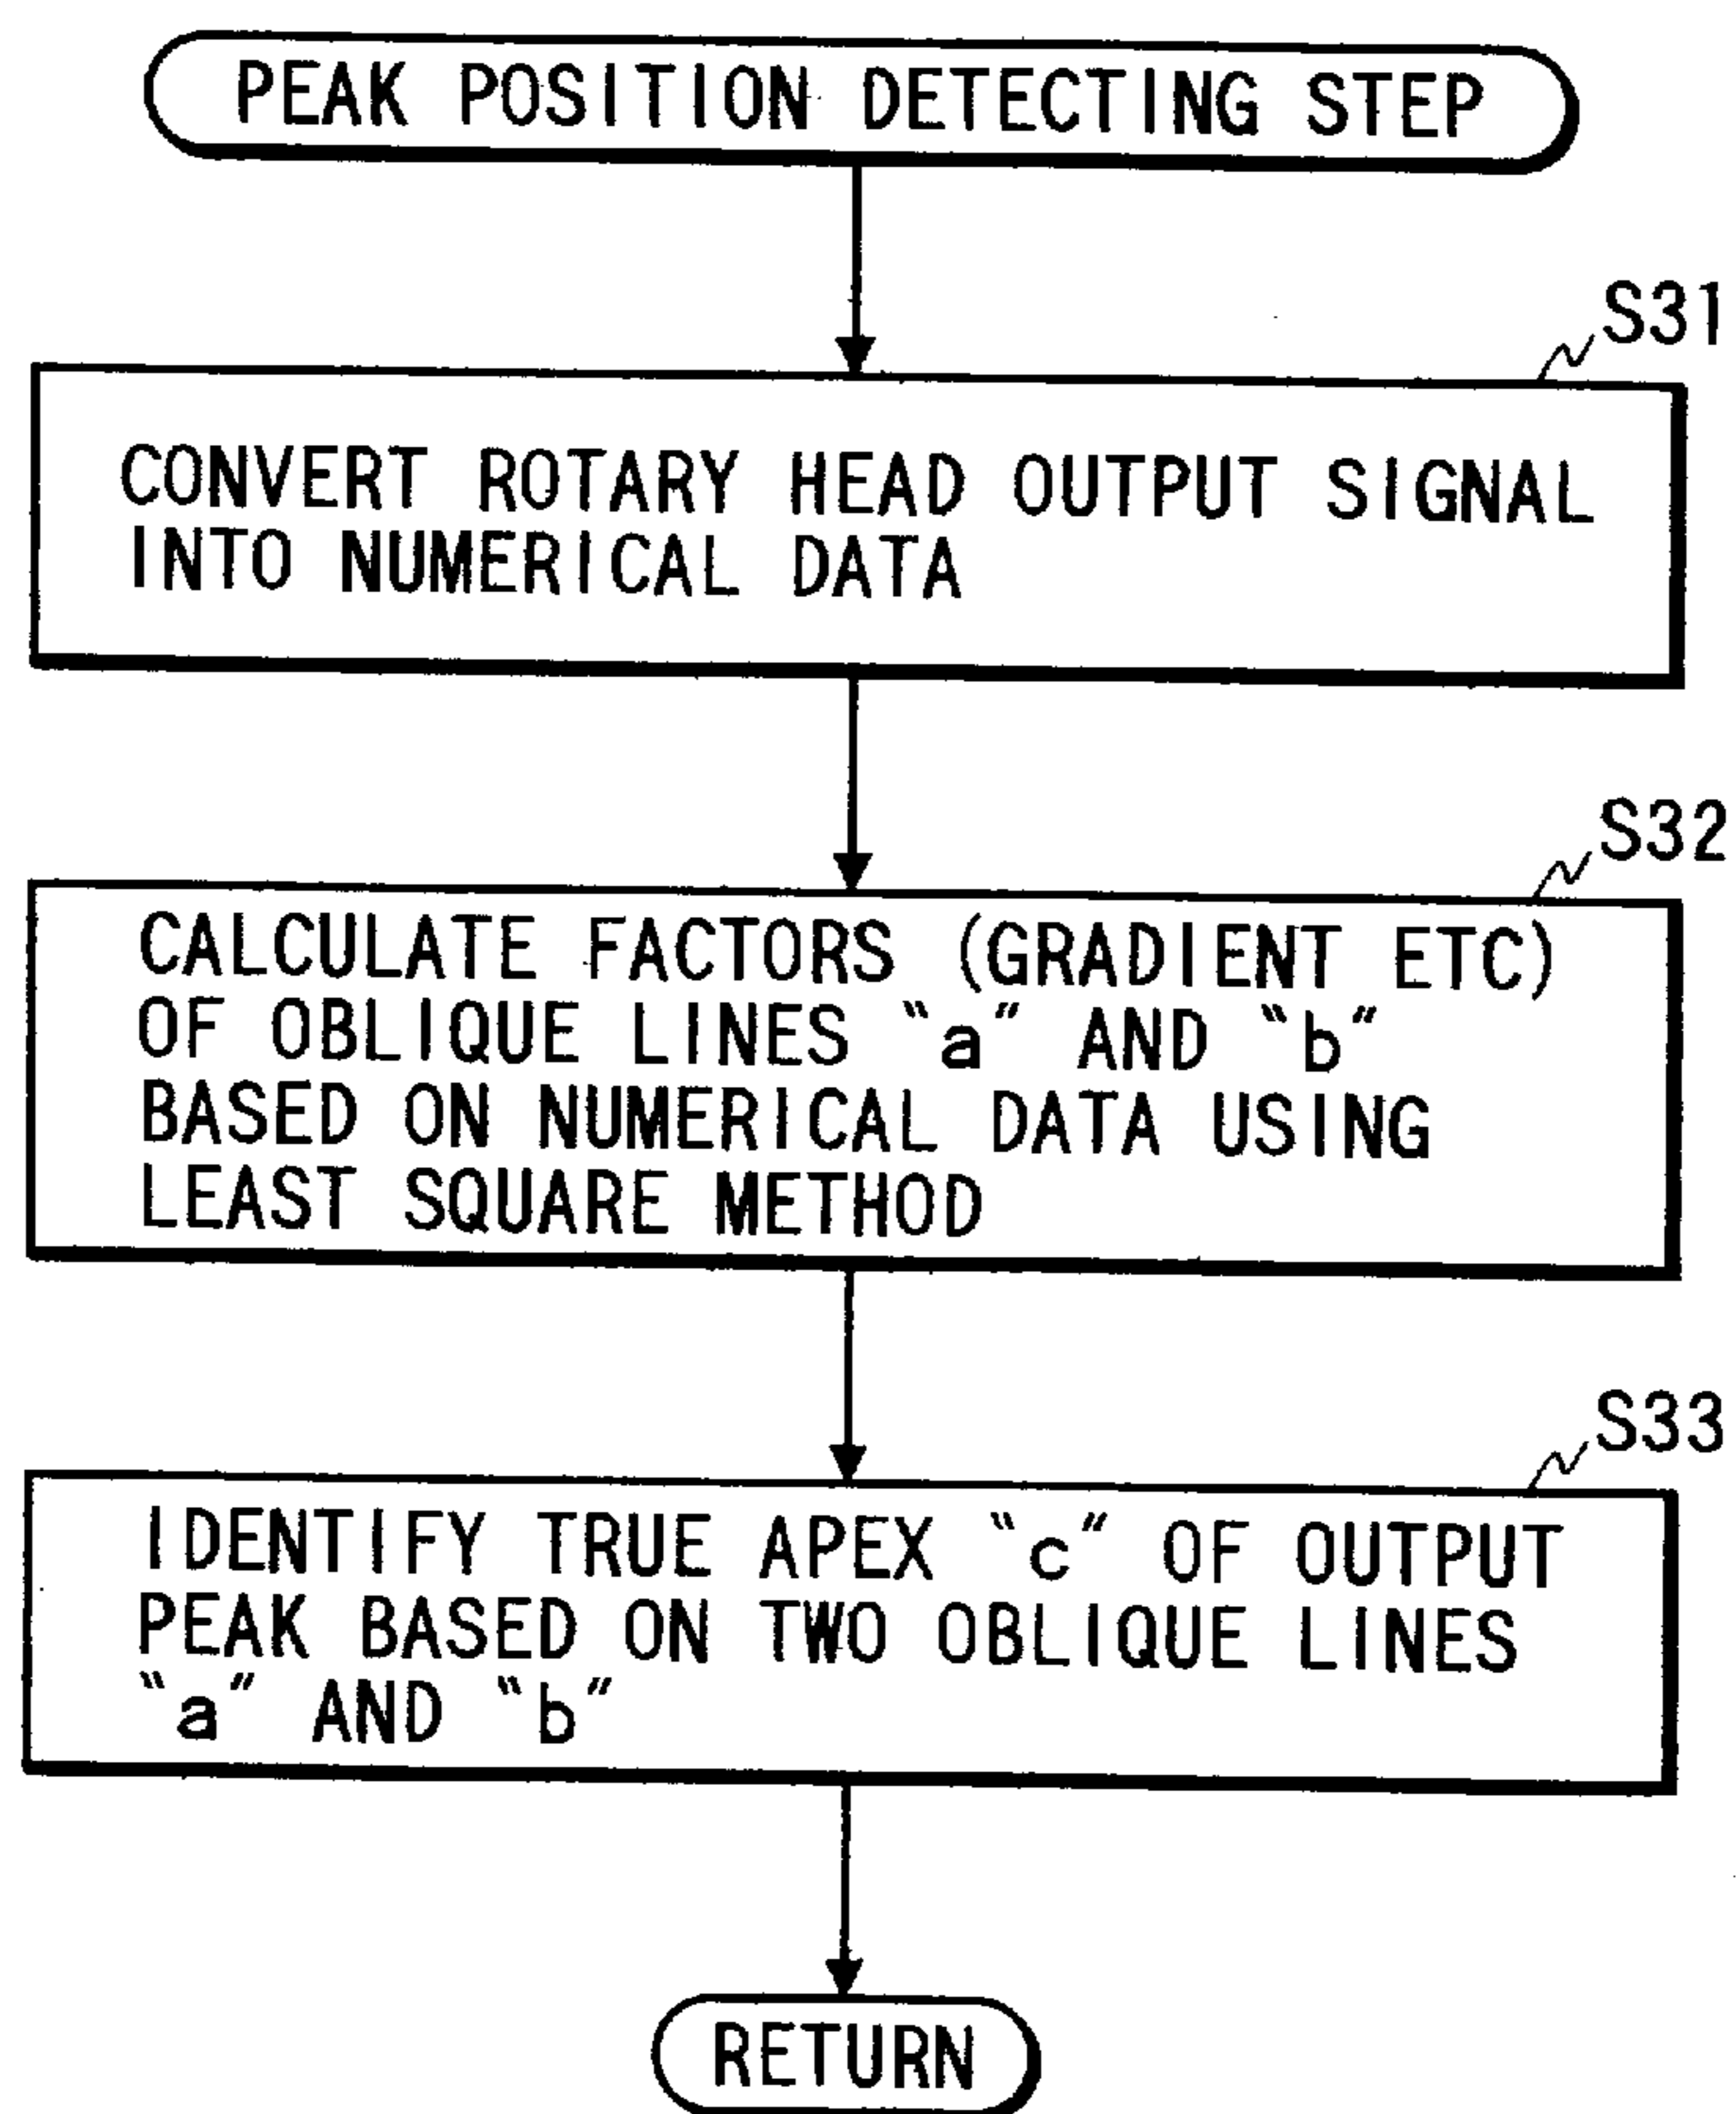 PEAK POSITION DETECTING STEP
S31
CONVERT ROTARY HEAD OUTPUT SIGNAL
INTO NUMERICAL DATA
S32
CALCULATE FACTORS (GRADIENT ETC)
OF OBLIQUE LINES "a" AND "b"
BASED ON NUMERICAL DATA USING
LEAST SQUARE METHOD
S33
IDENTIFY TRUE APEX "c" OF OUTPUT
PEAK BASED ON TWO OBLIQUE LINES
"a" AND "b"
RETURN